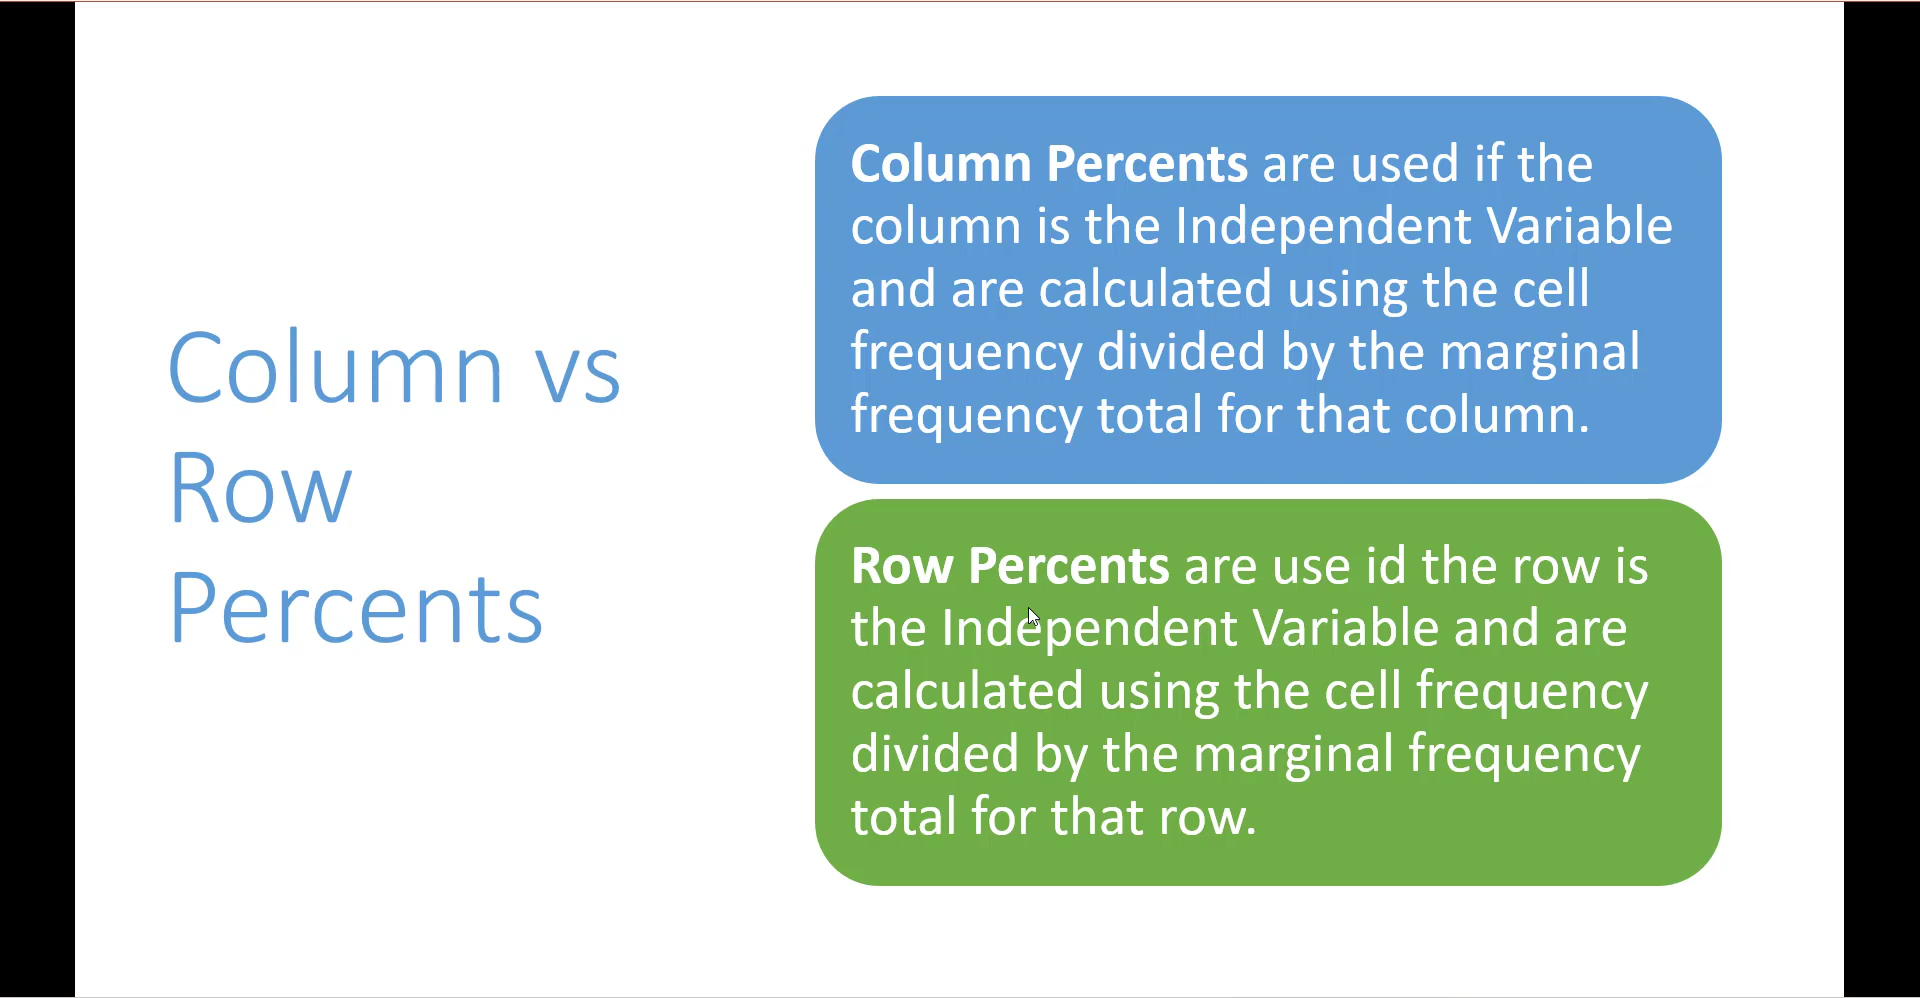 Column vs
Row
Percents
Column Percents are used if the
column is the Independent Variable
and are calculated using the cell
frequency divided by the marginal
frequency total for that column.
Row Percents are use id the row is
the Independent Variable and are
calculated using the cell frequency
divided by the marginal frequency
total for that row.